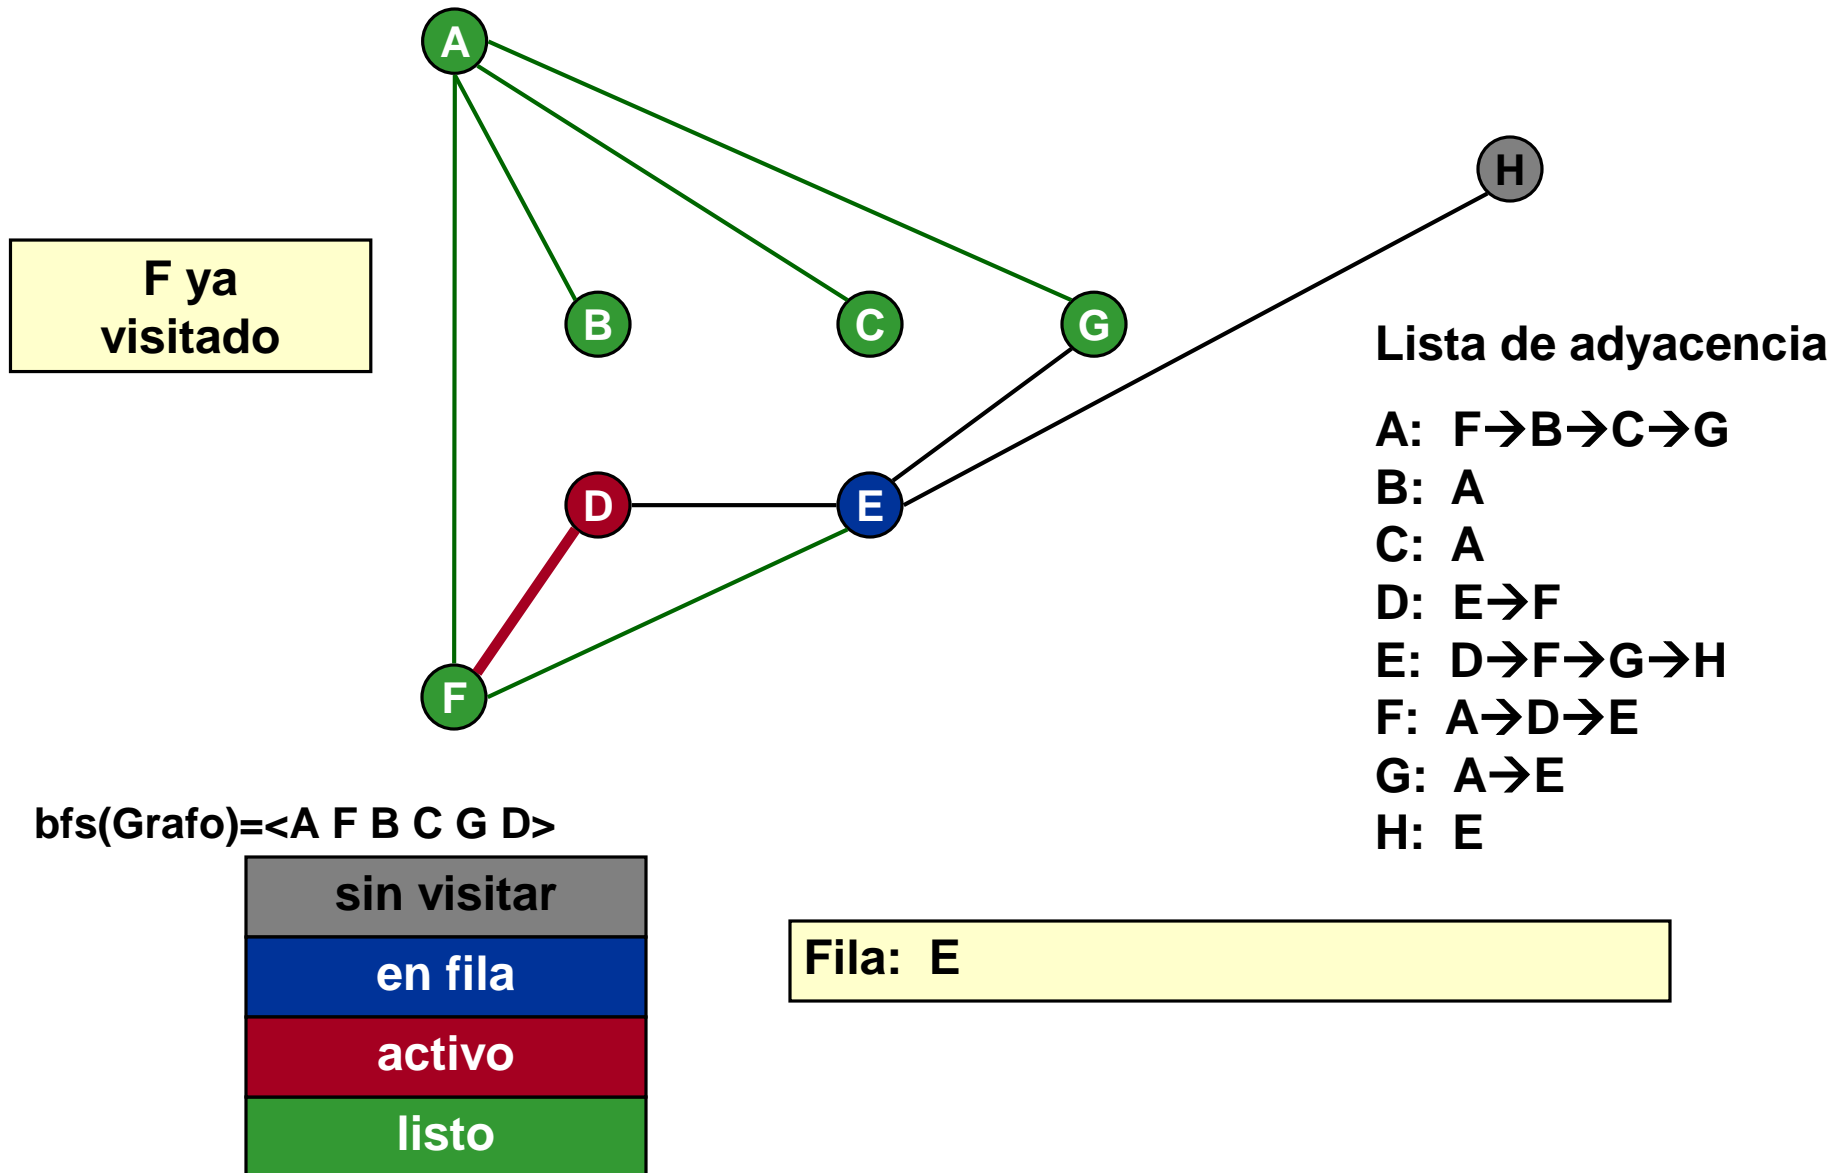 A
H
F ya
visitado
B
C
G
Lista de adyacencia
A: F→B→C→G
B: A
C: A
D: E→F
E: D→F→G→H
F: A→D→E
G: A→E
H: E
D
E
F
bfs(Grafo)=<A F B C G D>
sin visitar
en fila
activo
listo
Fila: E